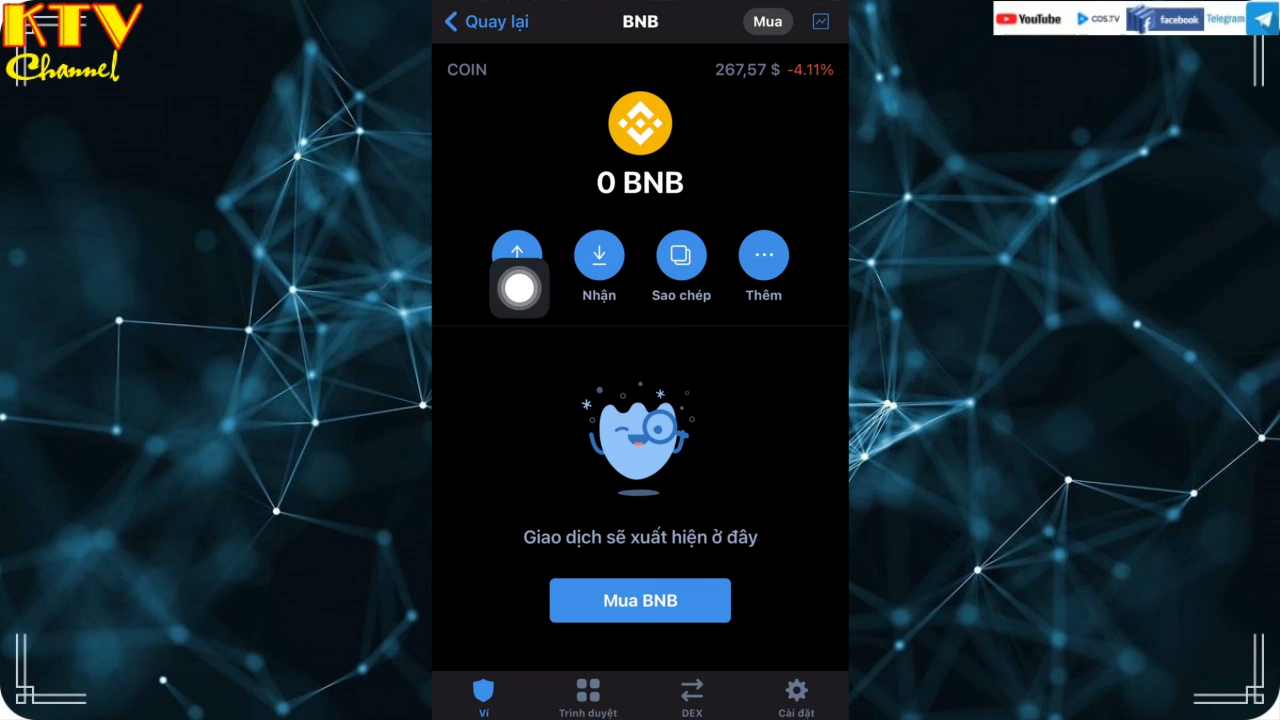 KTV
Channel
YouTube
COS.TV
facebook
Telegram
Quay lại
BNB
Mua
COIN
267,57 $ -4.11%
0 BNB
Nhận
Sao chép
Thêm
Giao dịch sẽ xuất hiện ở đây
Mua BNB
Ví
Trình duyệt
DEX
Cài đặt